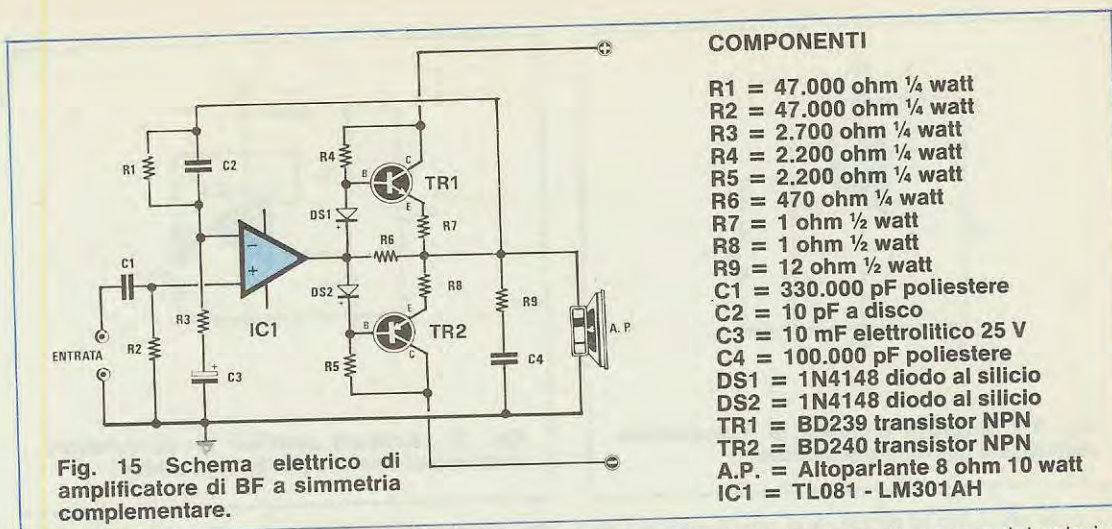 COMPONENTI
R1 = 47.000 ohm ¼ watt
R2 = 47.000 ohm ¼ watt
R3 = 2.700 ohm ¼ watt
R4 = 2.200 ohm ¼ watt
R5 = 2.200 ohm ¼ watt
R6 = 470 ohm ¼ watt
R7 = 1 ohm ½ watt
R8 = 1 ohm ½ watt
R9 = 12 ohm ½ watt
C1 = 330.000 pF poliestere
C2 = 10 pF a disco
C3 = 10 mF elettrolitico 25 V
C4 = 100.000 pF poliestere
DS1 = 1N4148 diodo al silicio
DS2 = 1N4148 diodo al silicio
TR1 = BD239 transistor NPN
TR2 = BD240 transistor NPN
A.P. = Altoparlante 8 ohm 10 watt
IC1 = TL081 - LM301AH
+
R1
C2
R4
B
C
E
TR1
DS1
R7
R6
C1
−
+
IC1
DS2
R8
R9
A. P.
ENTRATA
R2
R3
C3
+
B
E
C
TR2
R5
C4
−
Fig. 15 Schema elettrico di
amplificatore di BF a simmetria
complementare.